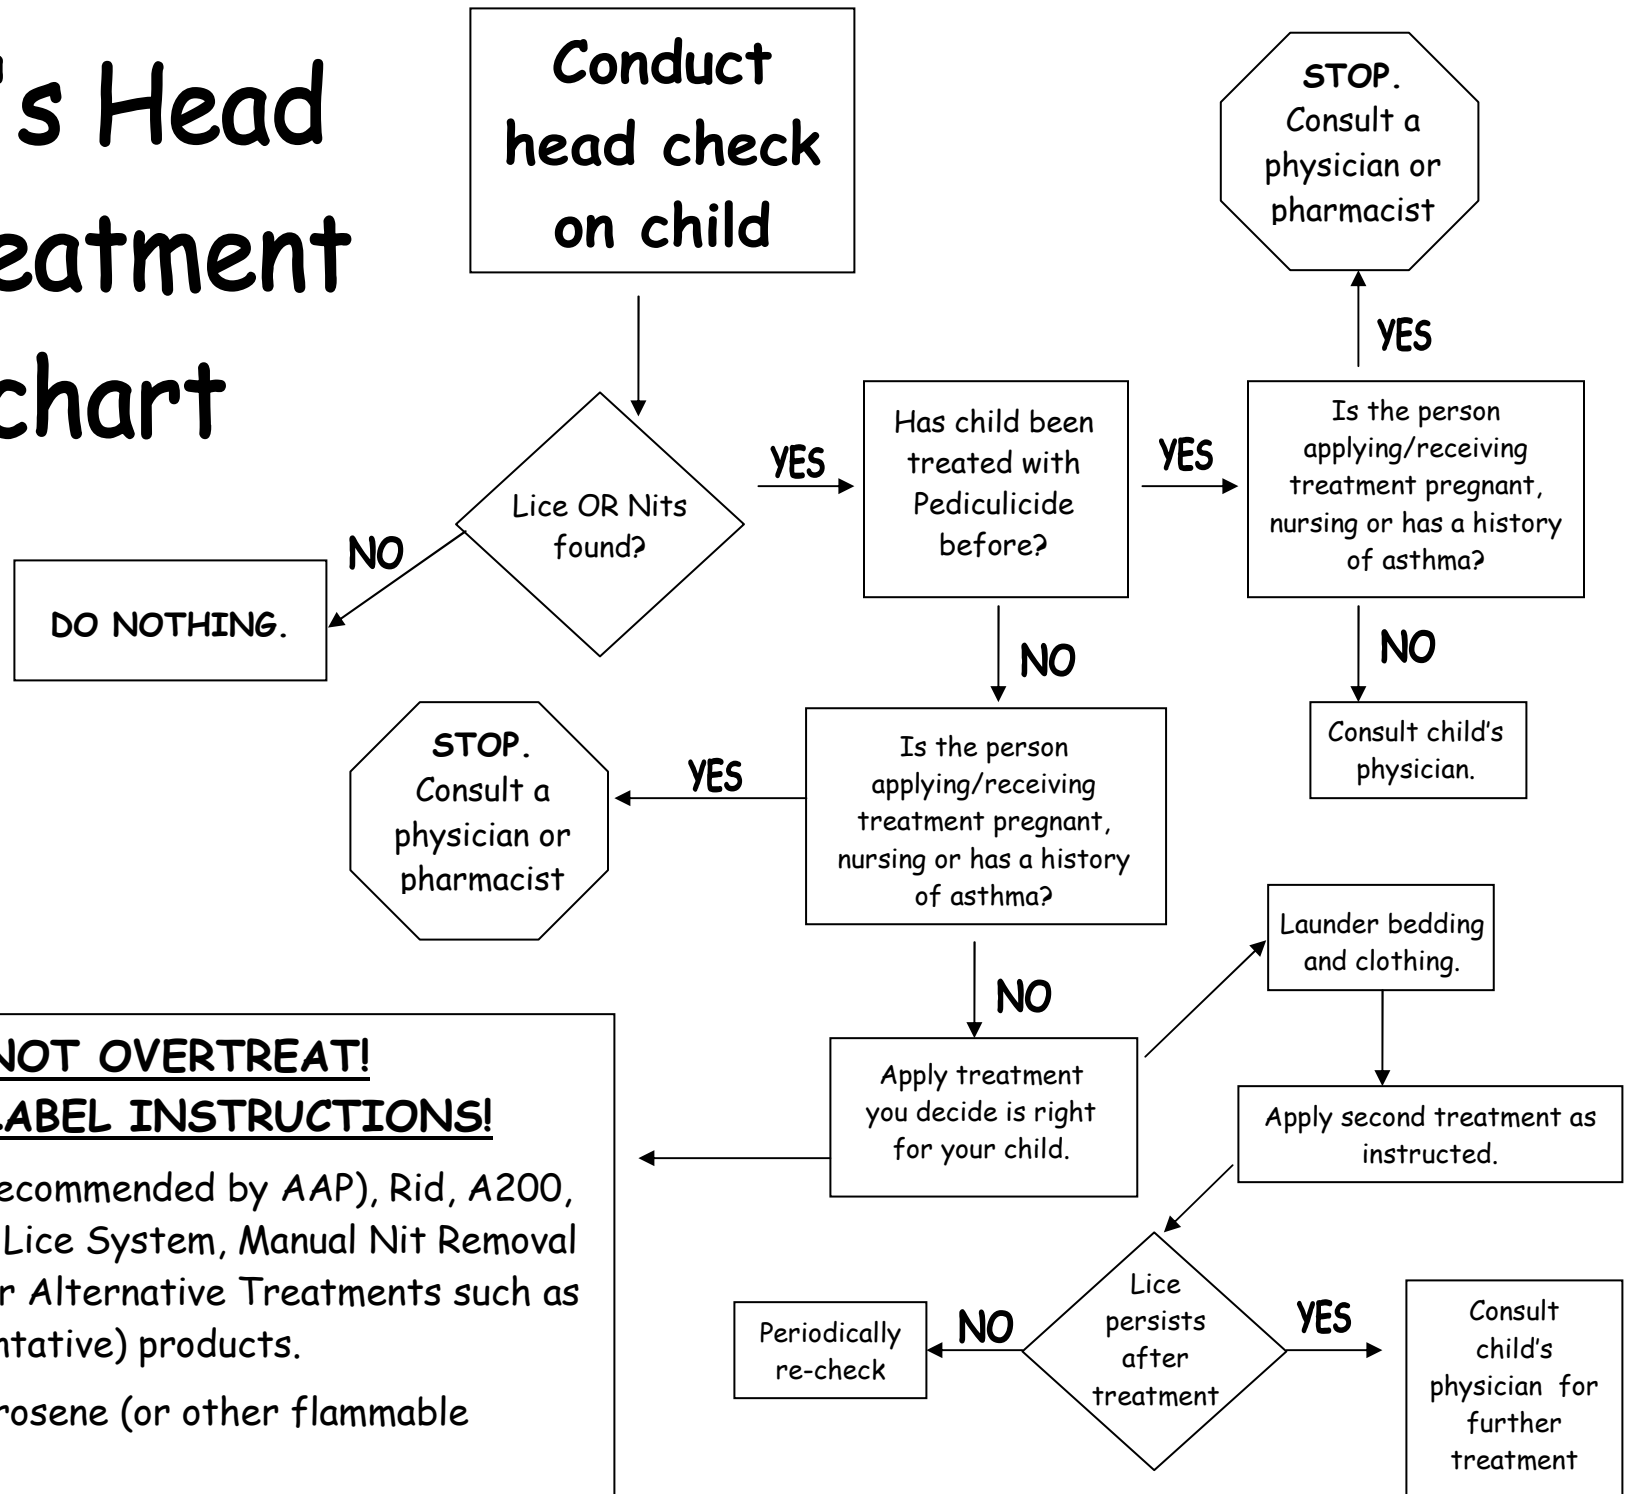 's Head
eatment
chart
Conduct
head check
on child
STOP.
Consult a
physician or
pharmacist
YES
Lice OR Nits
found?
YES
Has child been
treated with
Pediculicide
before?
YES
Is the person
applying/receiving
treatment pregnant,
nursing or has a history
of asthma?
NO
DO NOTHING.
NO
NO
Consult child's
physician.
STOP.
Consult a
physician or
pharmacist
YES
Is the person
applying/receiving
treatment pregnant,
nursing or has a history
of asthma?
NO
Launder bedding
and clothing.
Apply treatment
you decide is right
for your child.
Apply second treatment as
instructed.
NOT OVERTREAT!
LABEL INSTRUCTIONS!
ecommended by AAP), Rid, A200,
Lice System, Manual Nit Removal
r Alternative Treatments such as
ntative) products.
rosene (or other flammable
Lice
persists
after
treatment
NO
Periodically
re-check
YES
Consult
child's
physician for
further
treatment